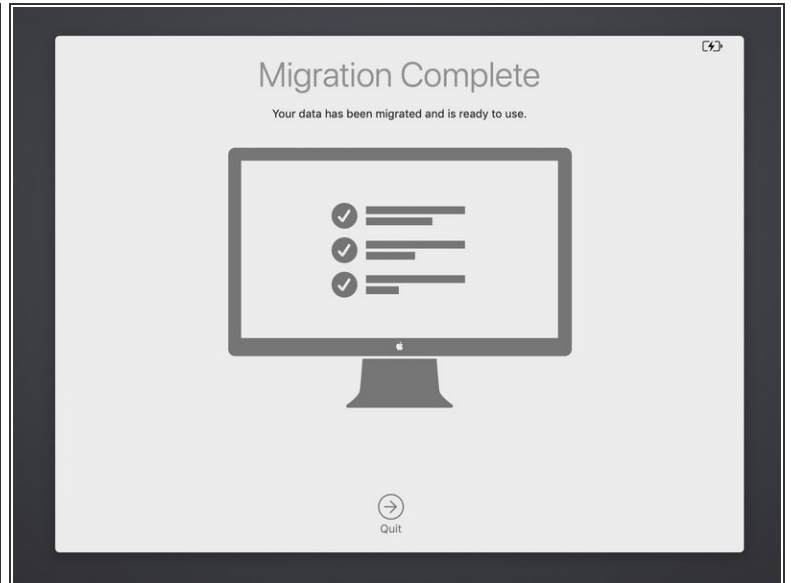 Migration Complete
Your data has been migrated and is ready to use.
Quit